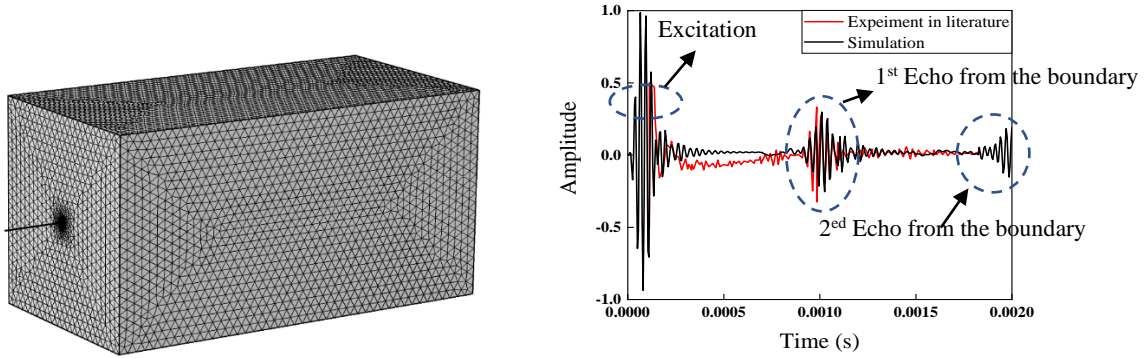 1.0
0.5
0.0
-0.5
-1.0
Amplitude
Excitation
Expeiment in literature
Simulation
1st Echo from the boundary
2ed Echo from the boundary
0.0000 0.0005 0.0010 0.0015 0.0020
Time (s)